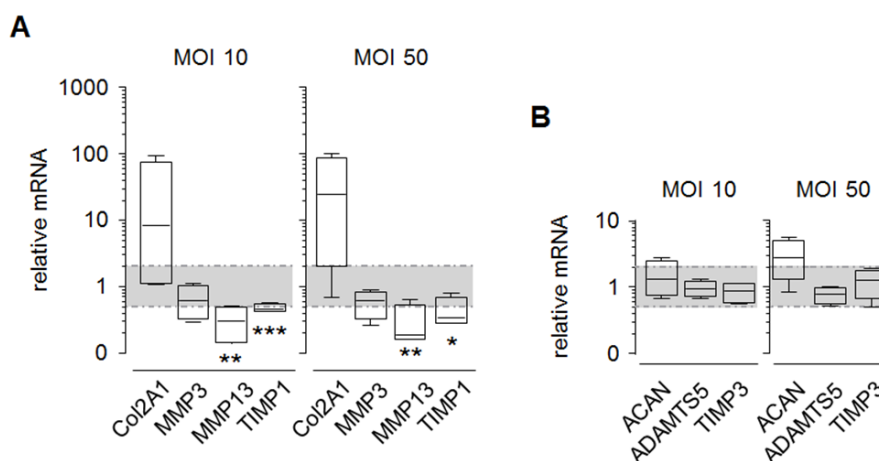 A
MOI 10 MOI 50
relative mRNA
1000
100
10
1
0
** *** ** *
Col2A1 MMP3 MMP13 TIMP1 Col2A1 MMP3 MMP13 TIMP1
B
MOI 10 MOI 50
relative mRNA
10
1
0
ACAN ADAMTS5 TIMP3 ACAN ADAMTS5 TIMP3